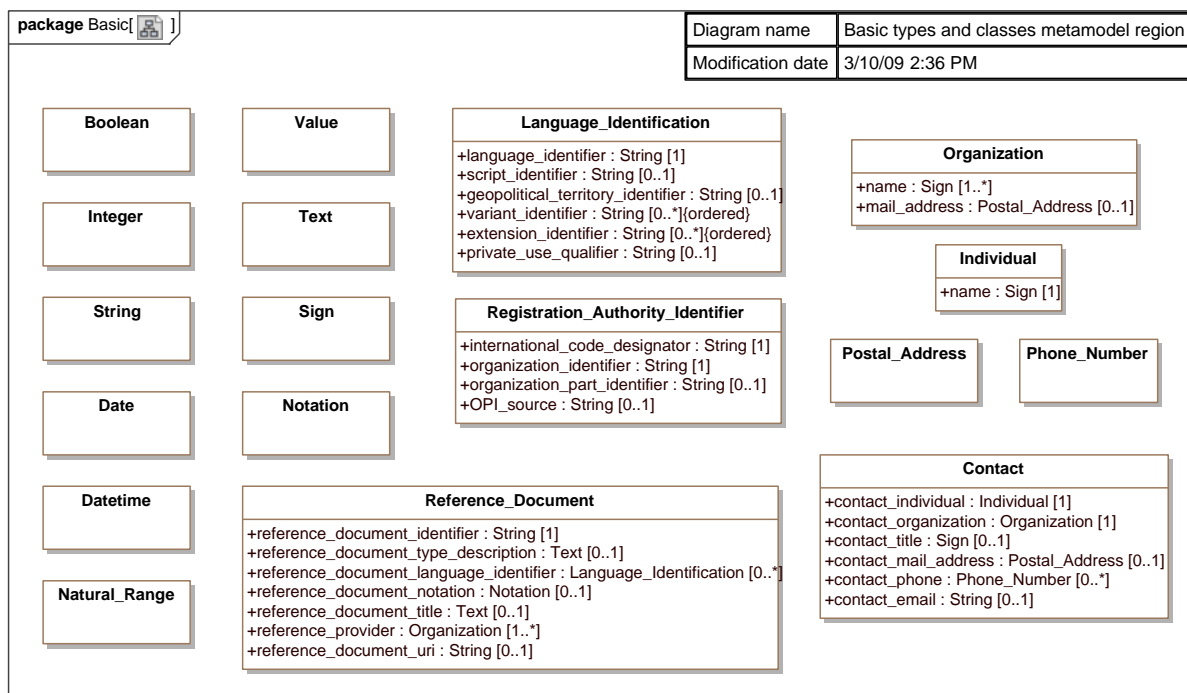 package Basic[ ]
Diagram name Basic types and classes metamodel region
Modification date 3/10/09 2:36 PM
Boolean
Value
Integer
Text
String
Sign
Date
Notation
Datetime
Natural_Range
Language_Identification
+language_identifier : String [1]
+script_identifier : String [0..1]
+geopolitical_territory_identifier : String [0..1]
+variant_identifier : String [0..*]{ordered}
+extension_identifier : String [0..*]{ordered}
+private_use_qualifier : String [0..1]
Registration_Authority_Identifier
+international_code_designator : String [1]
+organization_identifier : String [1]
+organization_part_identifier : String [0..1]
+OPI_source : String [0..1]
Reference_Document
+reference_document_identifier : String [1]
+reference_document_type_description : Text [0..1]
+reference_document_language_identifier : Language_Identification [0..*]
+reference_document_notation : Notation [0..1]
+reference_document_title : Text [0..1]
+reference_provider : Organization [1..*]
+reference_document_uri : String [0..1]
Organization
+name : Sign [1..*]
+mail_address : Postal_Address [0..1]
Individual
+name : Sign [1]
Postal_Address
Phone_Number
Contact
+contact_individual : Individual [1]
+contact_organization : Organization [1]
+contact_title : Sign [0..1]
+contact_mail_address : Postal_Address [0..1]
+contact_phone : Phone_Number [0..*]
+contact_email : String [0..1]